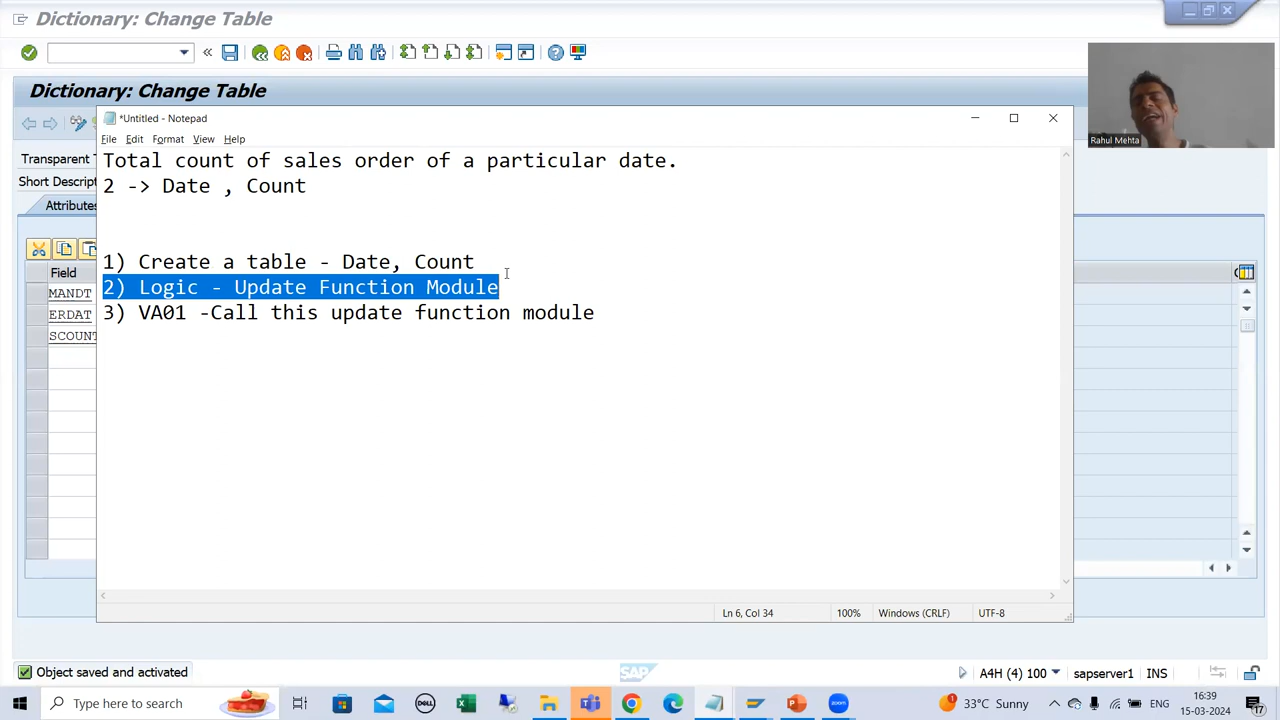 Dictionary: Change Table
Dictionary: Change Table
*Untitled - Notepad
File Edit Format View Help
Rahul Mehta
Transparent T
Short Descript
Attributes
Field
MANDT
ERDAT
SCOUNT
Total count of sales order of a particular date.
2 -> Date , Count
1) Create a table - Date, Count
2) Logic - Update Function Module
3) VA01 -Call this update function module
Ln 6, Col 34 100% Windows (CRLF) UTF-8
Object saved and activated
SAP
A4H (4) 100 sapserver1 INS
Type here to search
DELL
zoom
33°C Sunny
ENG
16:39
15-03-2024
17